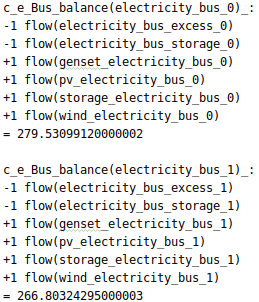 c_e_Bus_balance(electricity_bus_0)_:
-1 flow(electricity_bus_excess_0)
-1 flow(electricity_bus_storage_0)
+1 flow(genset_electricity_bus_0)
+1 flow(pv_electricity_bus_0)
+1 flow(storage_electricity_bus_0)
+1 flow(wind_electricity_bus_0)
= 279.53099120000002
c_e_Bus_balance(electricity_bus_1)_:
-1 flow(electricity_bus_excess_1)
-1 flow(electricity_bus_storage_1)
+1 flow(genset_electricity_bus_1)
+1 flow(pv_electricity_bus_1)
+1 flow(storage_electricity_bus_1)
+1 flow(wind_electricity_bus_1)
= 266.80324295000003